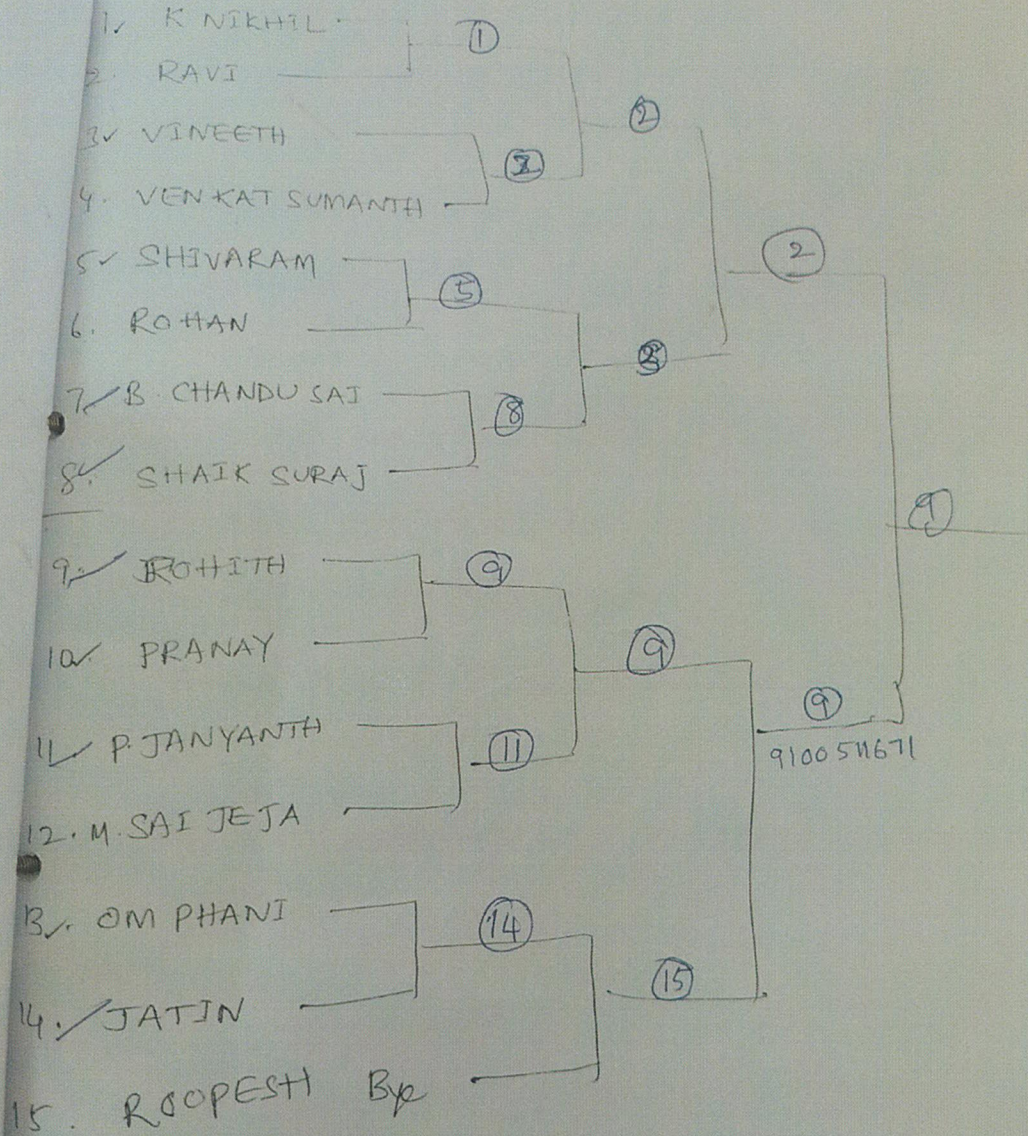 1. K NIKHIL
①
2. RAVI
②
3 VINEETH
4. VENKAT SUMANTH
②
5 SHIVARAM
⑤
6. ROHAN
7 B. CHANDU SAI
⑧
8. SHAIK SURAJ
9. ROHITH
⑨
10 PRANAY
⑨
⑨
9100511671
11 P. JANYANTH
⑪
12. M. SAI JEJA
13. OM PHANI
⑭
⑮
14. JATIN
15. ROOPESH Bye